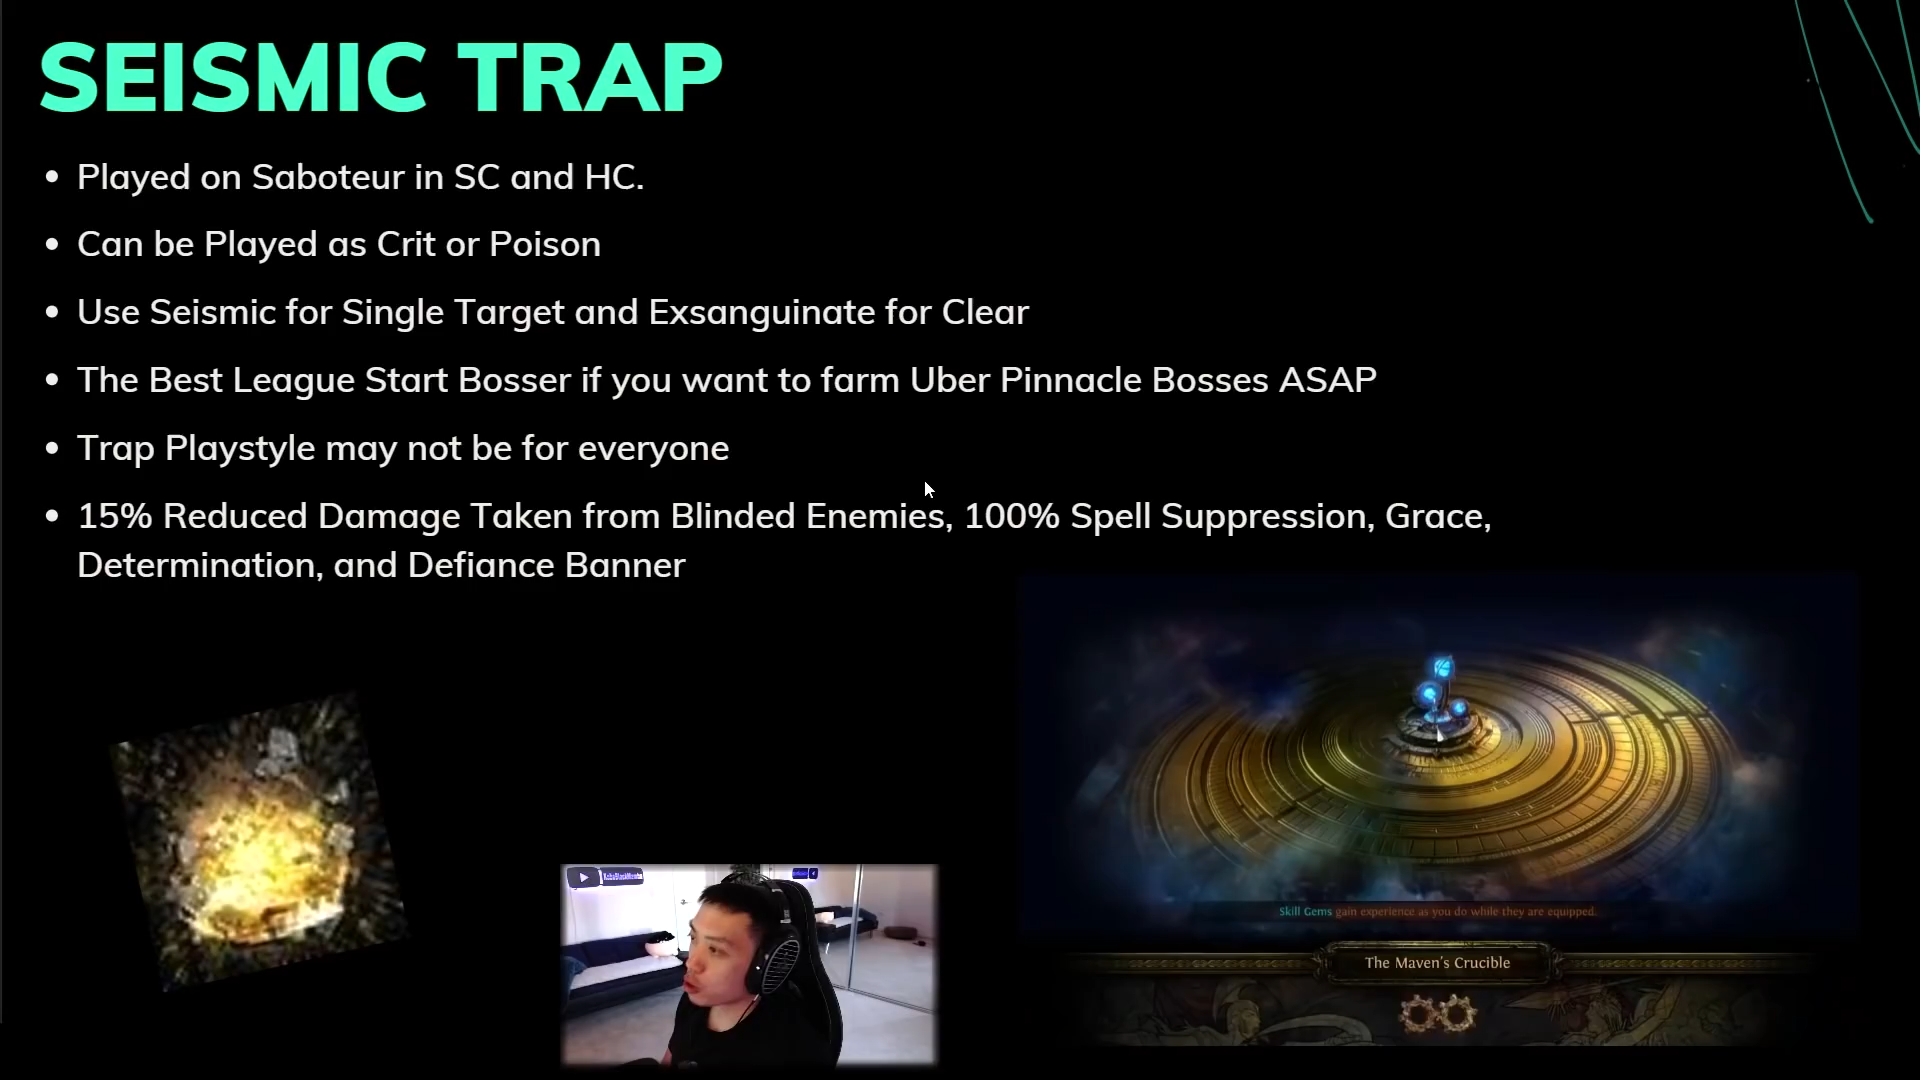 SEISMIC TRAP
• Played on Saboteur in SC and HC.
• Can be Played as Crit or Poison
• Use Seismic for Single Target and Exsanguinate for Clear
• The Best League Start Bosser if you want to farm Uber Pinnacle Bosses ASAP
• Trap Playstyle may not be for everyone
• 15% Reduced Damage Taken from Blinded Enemies, 100% Spell Suppression, Grace,
Determination, and Defiance Banner
Skill Gems gain experience as you do while they are equipped.
The Maven's Crucible